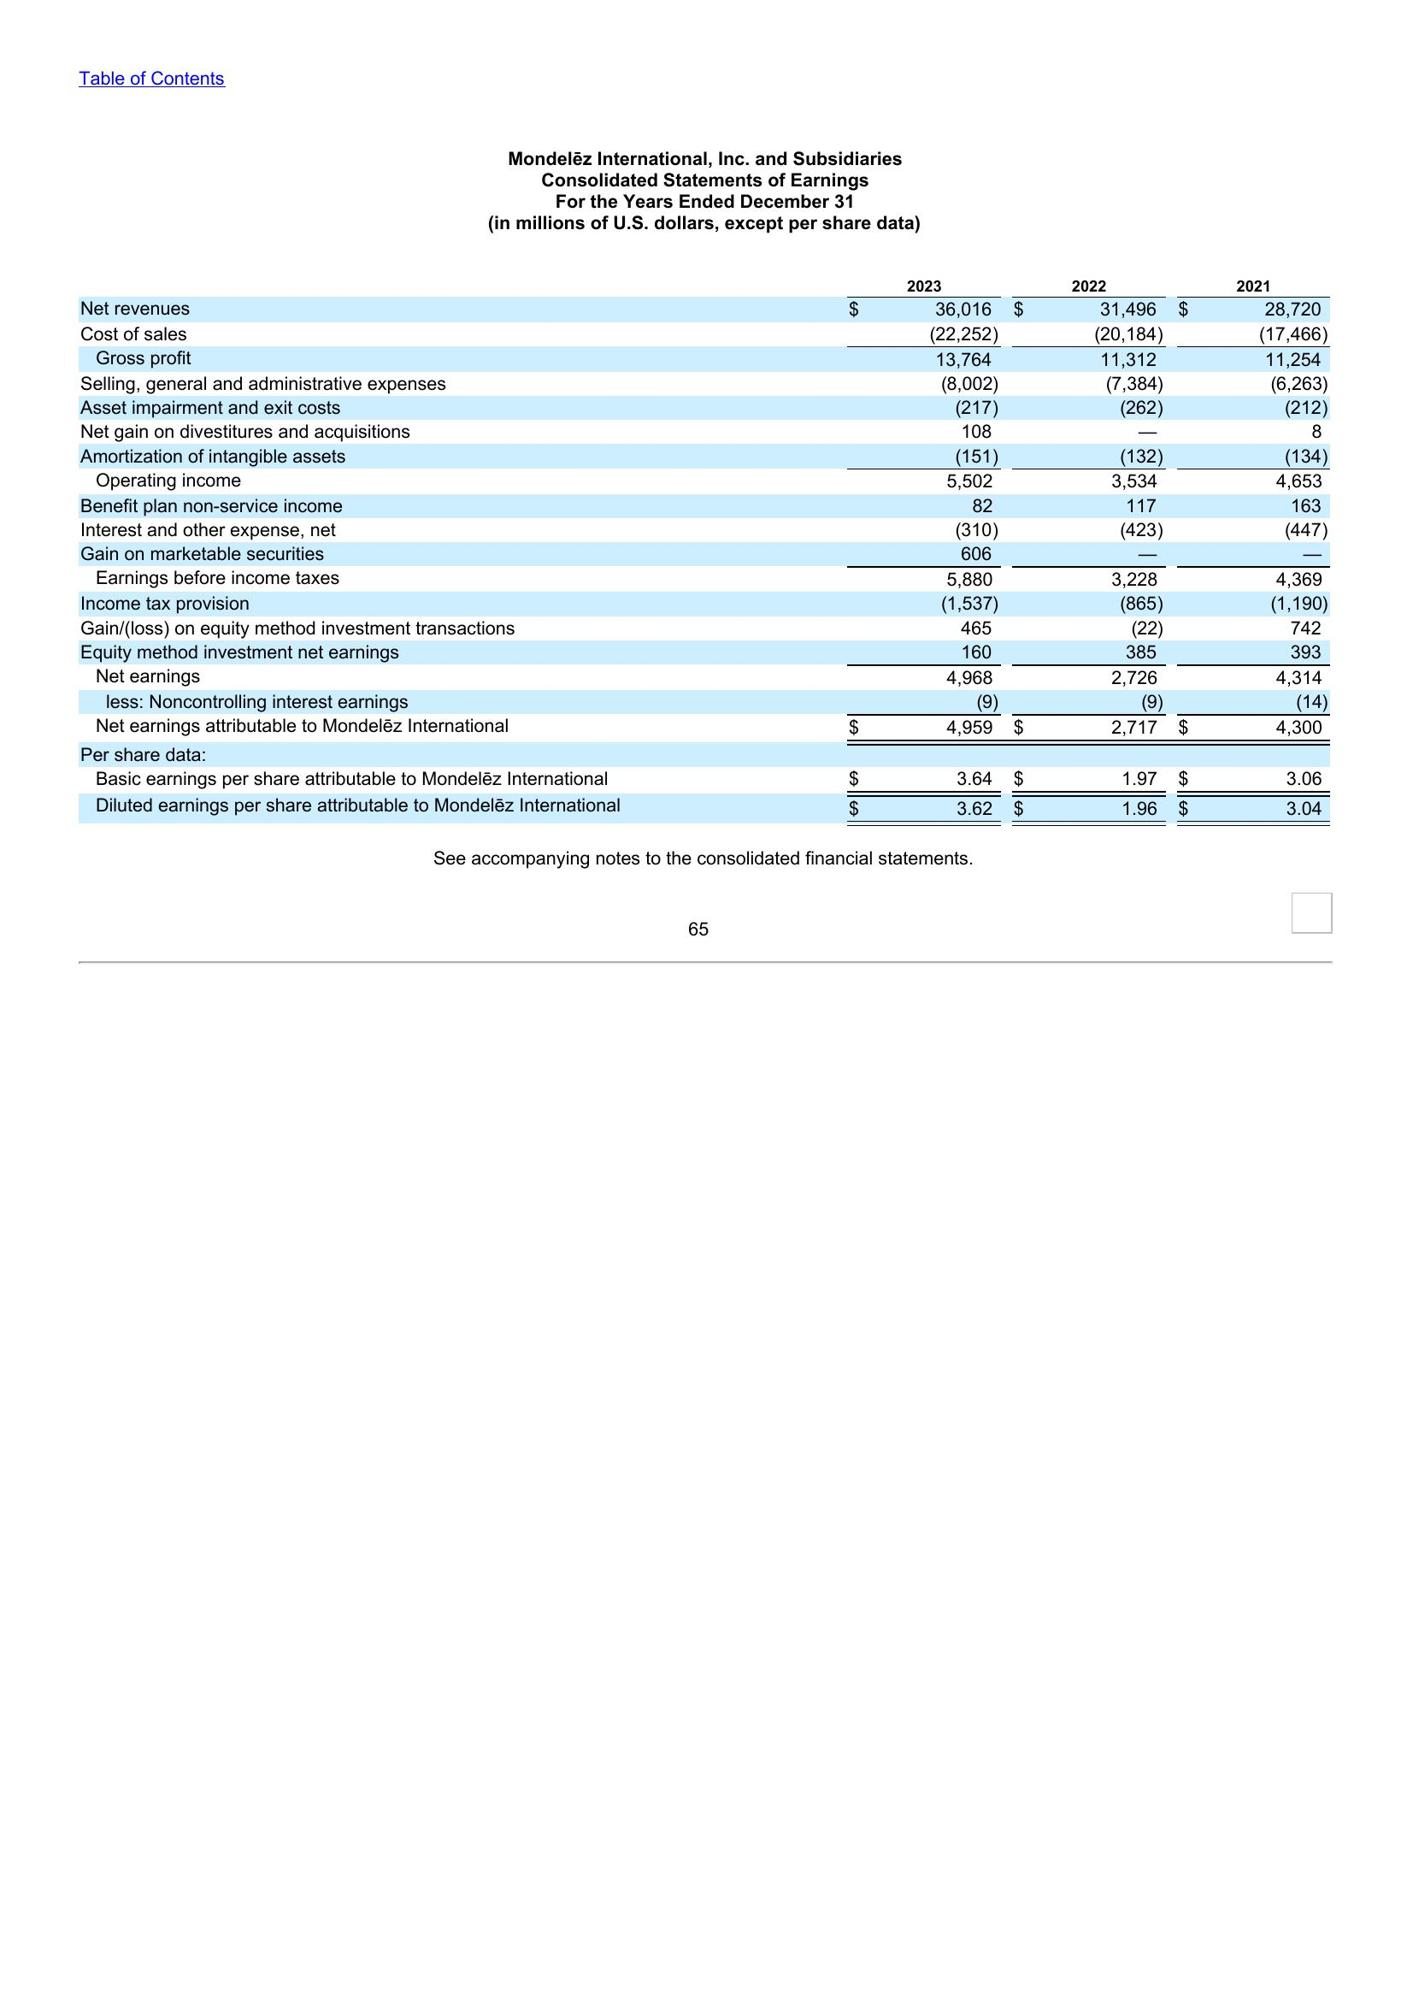 Table of Contents
Mondelēz International, Inc. and Subsidiaries
Consolidated Statements of Earnings
For the Years Ended December 31
(in millions of U.S. dollars, except per share data)
2023 2022 2021
Net revenues $ 36,016 $ 31,496 $ 28,720
Cost of sales (22,252) (20,184) (17,466)
Gross profit 13,764 11,312 11,254
Selling, general and administrative expenses (8,002) (7,384) (6,263)
Asset impairment and exit costs (217) (262) (212)
Net gain on divestitures and acquisitions 108 — 8
Amortization of intangible assets (151) (132) (134)
Operating income 5,502 3,534 4,653
Benefit plan non-service income 82 117 163
Interest and other expense, net (310) (423) (447)
Gain on marketable securities 606 — —
Earnings before income taxes 5,880 3,228 4,369
Income tax provision (1,537) (865) (1,190)
Gain/(loss) on equity method investment transactions 465 (22) 742
Equity method investment net earnings 160 385 393
Net earnings 4,968 2,726 4,314
less: Noncontrolling interest earnings (9) (9) (14)
Net earnings attributable to Mondelēz International $ 4,959 $ 2,717 $ 4,300
Per share data:
Basic earnings per share attributable to Mondelēz International $ 3.64 $ 1.97 $ 3.06
Diluted earnings per share attributable to Mondelēz International $ 3.62 $ 1.96 $ 3.04
See accompanying notes to the consolidated financial statements.
65